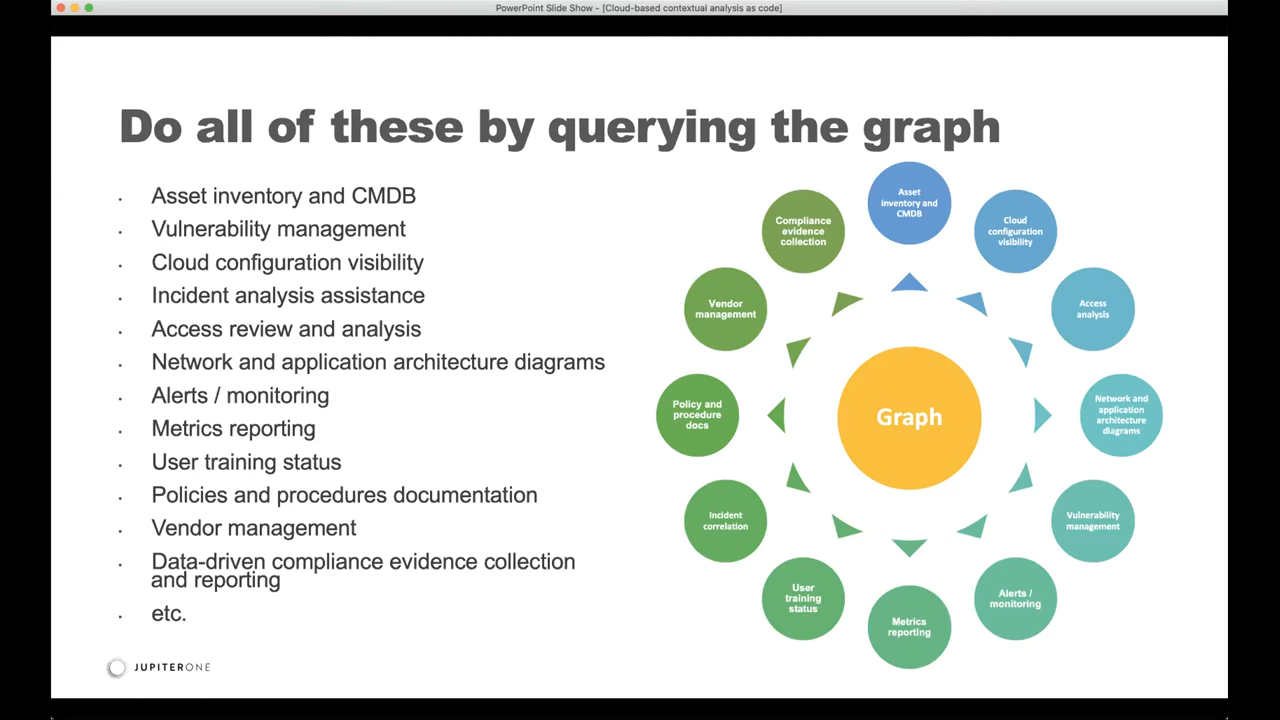 PowerPoint Slide Show - [Cloud-based contextual analysis as code]
Do all of these by querying the graph
Asset inventory and CMDB
Vulnerability management
Cloud configuration visibility
Incident analysis assistance
Access review and analysis
Network and application architecture diagrams
Alerts / monitoring
Metrics reporting
User training status
Policies and procedures documentation
Vendor management
Data-driven compliance evidence collection
and reporting
etc.
Asset
inventory and
CMDB
Cloud
configuration
visibility
Access
analysis
Network and
application
architecture
diagrams
Vulnerability
management
Alerts /
monitoring
Metrics
reporting
User
training
status
Incident
correlation
Policy and
procedure
docs
Vendor
management
Compliance
evidence
collection
Graph
JUPITERONE